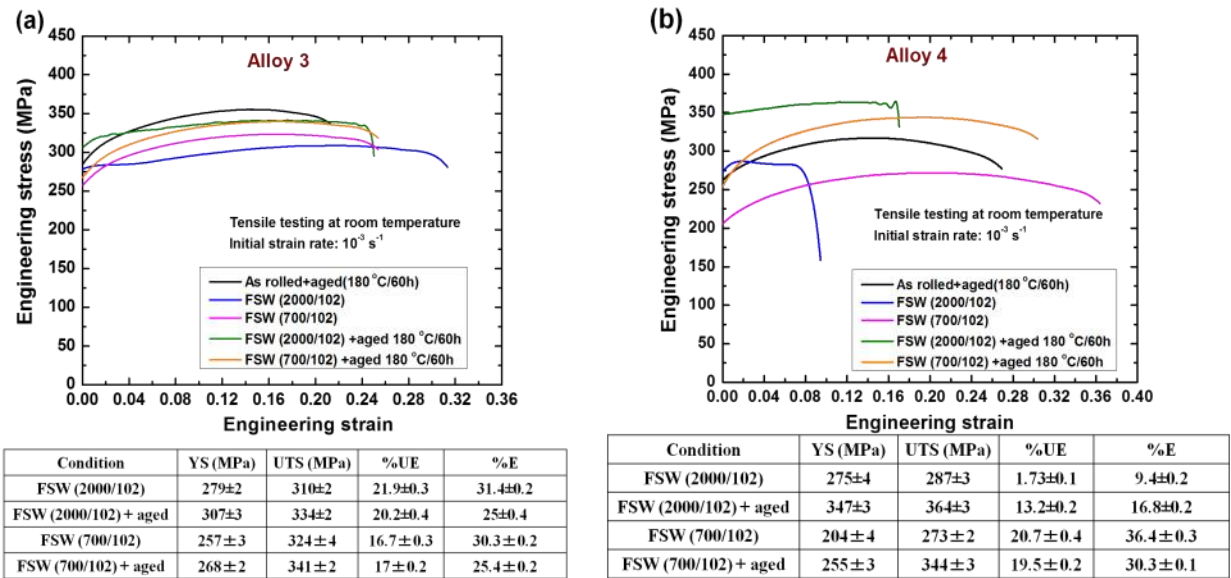 (a)
Alloy 3
Engineering stress (MPa)
450
400
350
300
250
200
150
100
50
0
Tensile testing at room temperature
Initial strain rate: 10⁻³ s⁻¹
As rolled+aged(180 °C/60h)
FSW (2000/102)
FSW (700/102)
FSW (2000/102) +aged 180 °C/60h
FSW (700/102) +aged 180 °C/60h
0.00 0.04 0.08 0.12 0.16 0.20 0.24 0.28 0.32 0.36
Engineering strain
Condition YS (MPa) UTS (MPa) %UE %E
FSW (2000/102) 279±2 310±2 21.9±0.3 31.4±0.2
FSW (2000/102) + aged 307±3 334±2 20.2±0.4 25±0.4
FSW (700/102) 257±3 324±4 16.7±0.3 30.3±0.2
FSW (700/102) + aged 268±2 341±2 17±0.2 25.4±0.2
(b)
Alloy 4
Engineering stress (MPa)
450
400
350
300
250
200
150
100
50
0
Tensile testing at room temperature
Initial strain rate: 10⁻³ s⁻¹
As rolled+aged(180 °C/60h)
FSW (2000/102)
FSW (700/102)
FSW (2000/102) +aged 180 °C/60h
FSW (700/102) +aged 180 °C/60h
0.00 0.04 0.08 0.12 0.16 0.20 0.24 0.28 0.32 0.36 0.40
Engineering strain
Condition YS (MPa) UTS (MPa) %UE %E
FSW (2000/102) 275±4 287±3 1.73±0.1 9.4±0.2
FSW (2000/102) + aged 347±3 364±3 13.2±0.2 16.8±0.2
FSW (700/102) 204±4 273±2 20.7±0.4 36.4±0.3
FSW (700/102) + aged 255±3 344±3 19.5±0.2 30.3±0.1